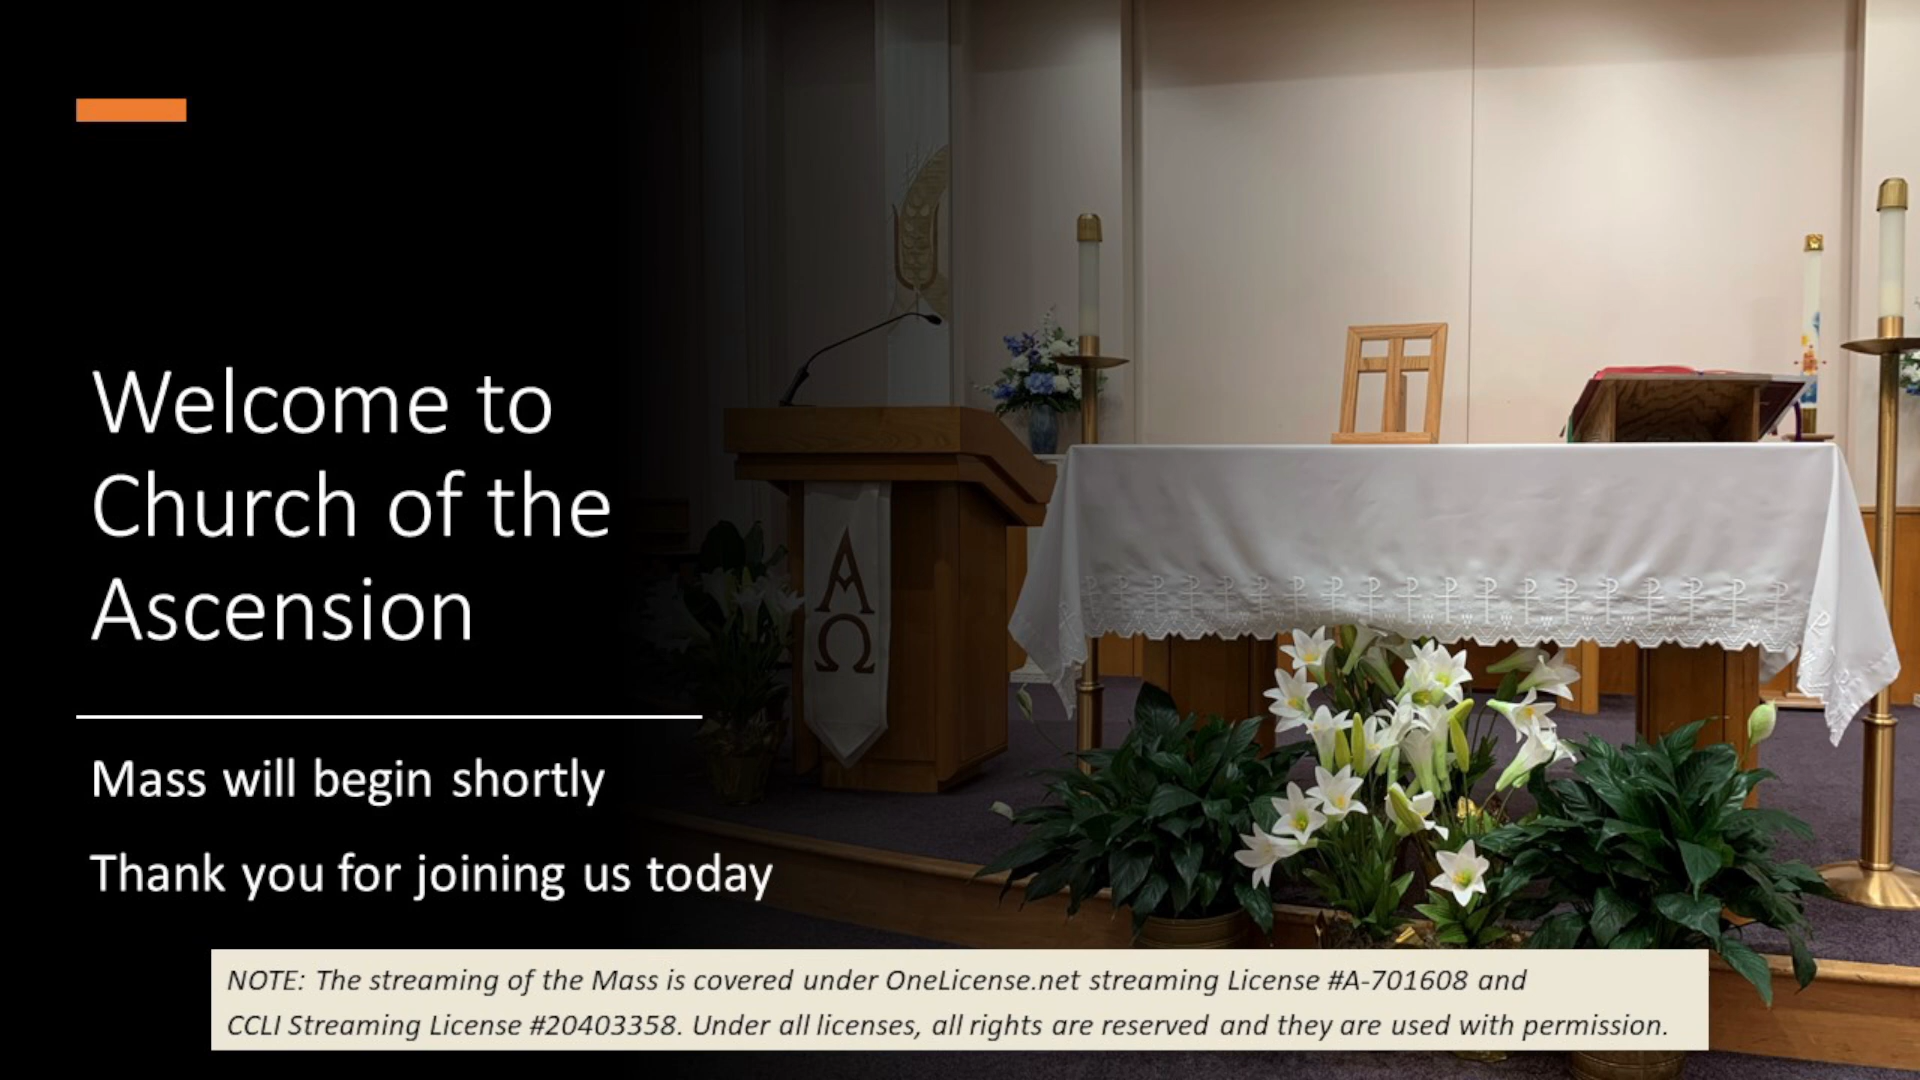 Welcome to
Church of the
Ascension
Mass will begin shortly
Thank you for joining us today
ΑΩ
NOTE: The streaming of the Mass is covered under OneLicense.net streaming License #A-701608 and
CCLI Streaming License #20403358. Under all licenses, all rights are reserved and they are used with permission.